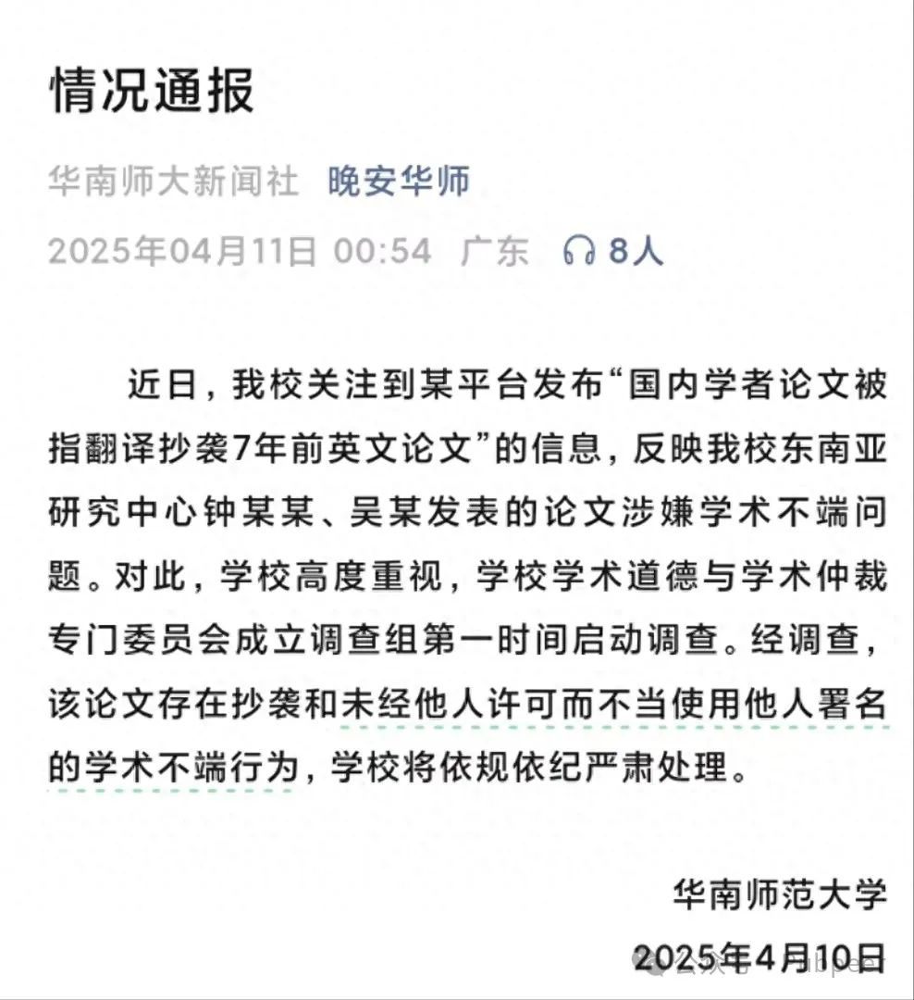 情况通报
华南师大新闻社 晚安华师
2025年04月11日 00:54 广东 8人
近日，我校关注到某平台发布“国内学者论文被
指翻译抄袭7年前英文论文”的信息，反映我校东南亚
研究中心钟某某、吴某发表的论文涉嫌学术不端问
题。对此，学校高度重视，学校学术道德与学术仲裁
专门委员会成立调查组第一时间启动调查。经调查，
该论文存在抄袭和未经他人许可而不当使用他人署名
的学术不端行为，学校将依规依纪严肃处理。
华南师范大学
2025年4月10日
公众号